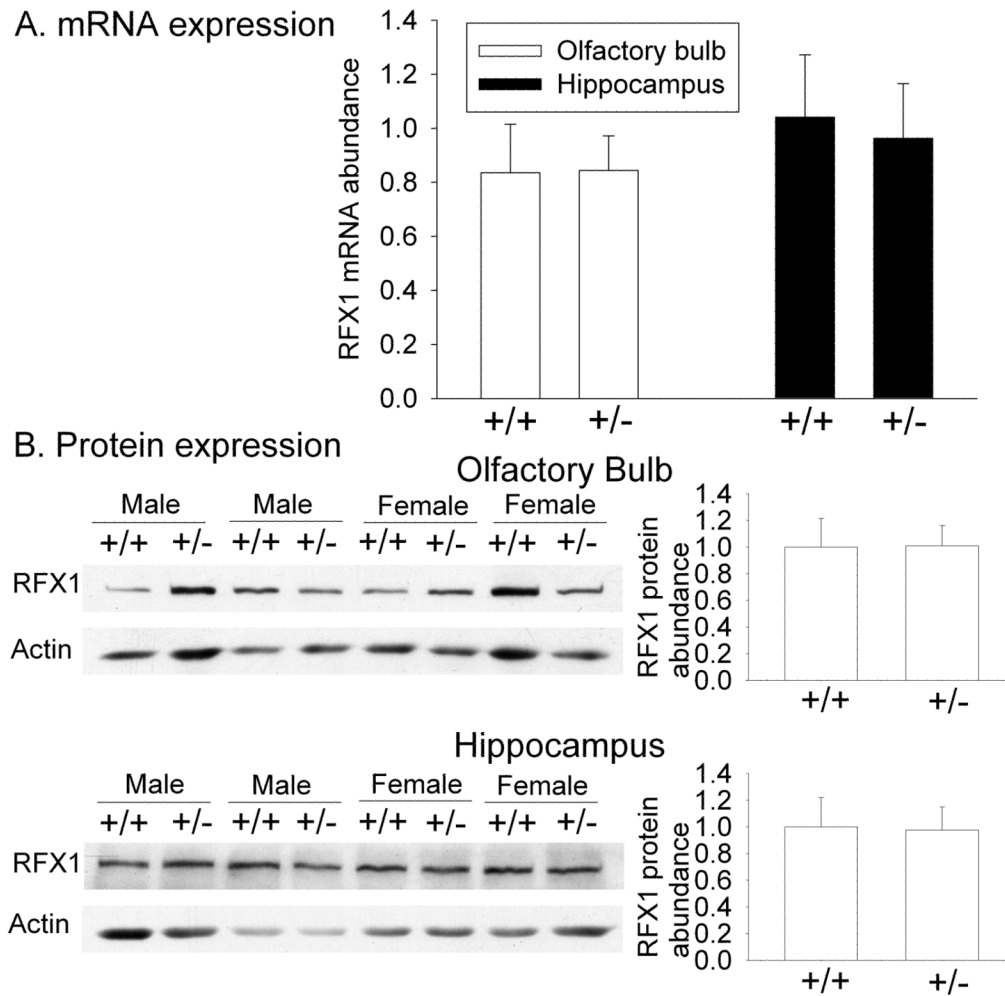 A. mRNA expression
RFX1 mRNA abundance
1.4
1.2
1.0
0.8
0.6
0.4
0.2
0.0
Olfactory bulb
Hippocampus
+/+ +/- +/+ +/-
B. Protein expression
Olfactory Bulb
Male Male Female Female
+/+ +/- +/+ +/- +/+ +/- +/+ +/-
RFX1
Actin
RFX1 protein
abundance
1.4
1.2
1.0
0.8
0.6
0.4
0.2
0.0
+/+ +/-
Hippocampus
Male Male Female Female
+/+ +/- +/+ +/- +/+ +/- +/+ +/-
RFX1
Actin
RFX1 protein
abundance
1.4
1.2
1.0
0.8
0.6
0.4
0.2
0.0
+/+ +/-